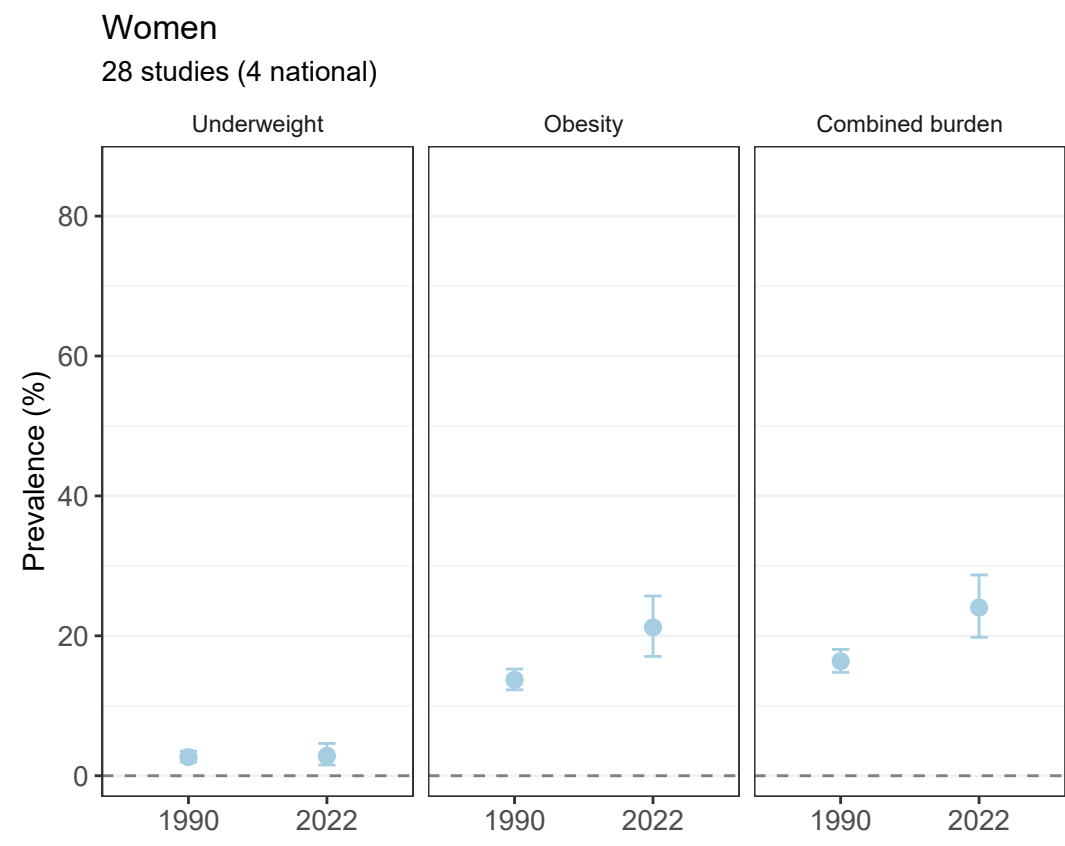 Women
28 studies (4 national)
Underweight Obesity Combined burden
Prevalence (%)
80
60
40
20
0
1990 2022 1990 2022 1990 2022